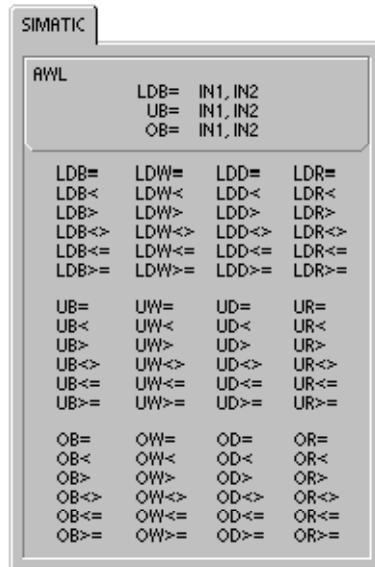 SIMATIC
AWL
LDB= IN1, IN2
UB= IN1, IN2
OB= IN1, IN2
LDB= LDW= LDD= LDR=
LDB< LDW< LDD< LDR<
LDB> LDW> LDD> LDR>
LDB<> LDW<> LDD<> LDR<>
LDB<= LDW<= LDD<= LDR<=
LDB>= LDW>= LDD>= LDR>=
UB= UW= UD= UR=
UB< UW< UD< UR<
UB> UW> UD> UR>
UB<> UW<> UD<> UR<>
UB<= UW<= UD<= UR<=
UB>= UW>= UD>= UR>=
OB= OW= OD= OR=
OB< OW< OD< OR<
OB> OW> OD> OR>
OB<> OW<> OD<> OR<>
OB<= OW<= OD<= OR<=
OB>= OW>= OD>= OR>=